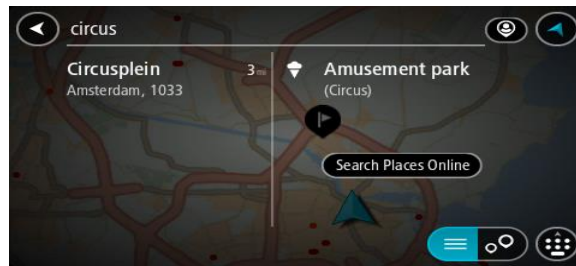 circus
Circusplein
3 mi
Amsterdam, 1033
Amusement park
(Circus)
Search Places Online